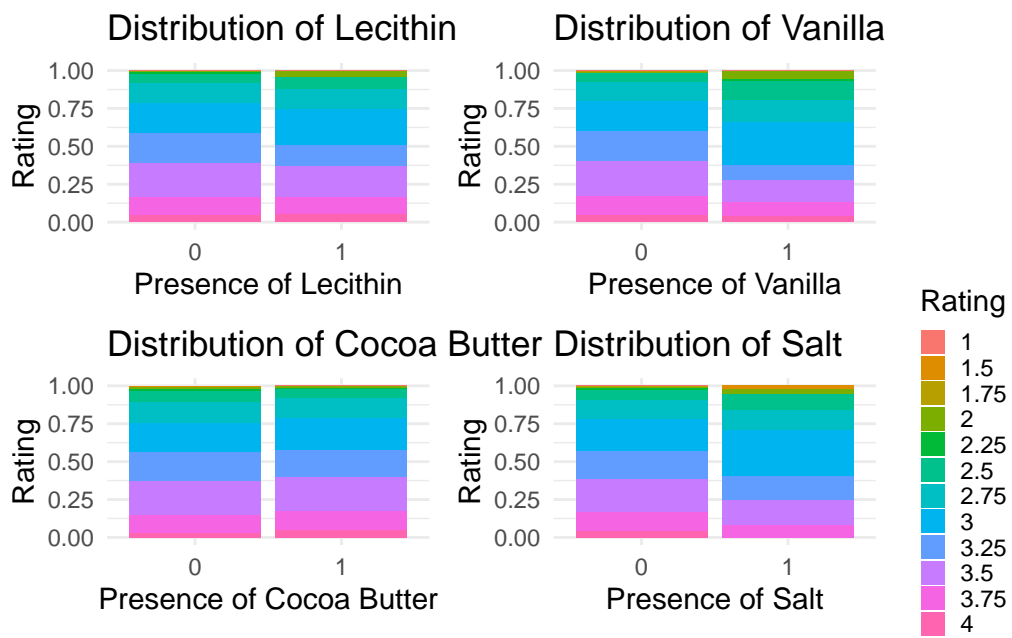 Distribution of Lecithin
Rating
1.00
0.75
0.50
0.25
0.00
0 1
Presence of Lecithin
Distribution of Vanilla
Rating
1.00
0.75
0.50
0.25
0.00
0 1
Presence of Vanilla
Distribution of Cocoa Butter
Rating
1.00
0.75
0.50
0.25
0.00
0 1
Presence of Cocoa Butter
Distribution of Salt
Rating
1.00
0.75
0.50
0.25
0.00
0 1
Presence of Salt
Rating
1
1.5
1.75
2
2.25
2.5
2.75
3
3.25
3.5
3.75
4